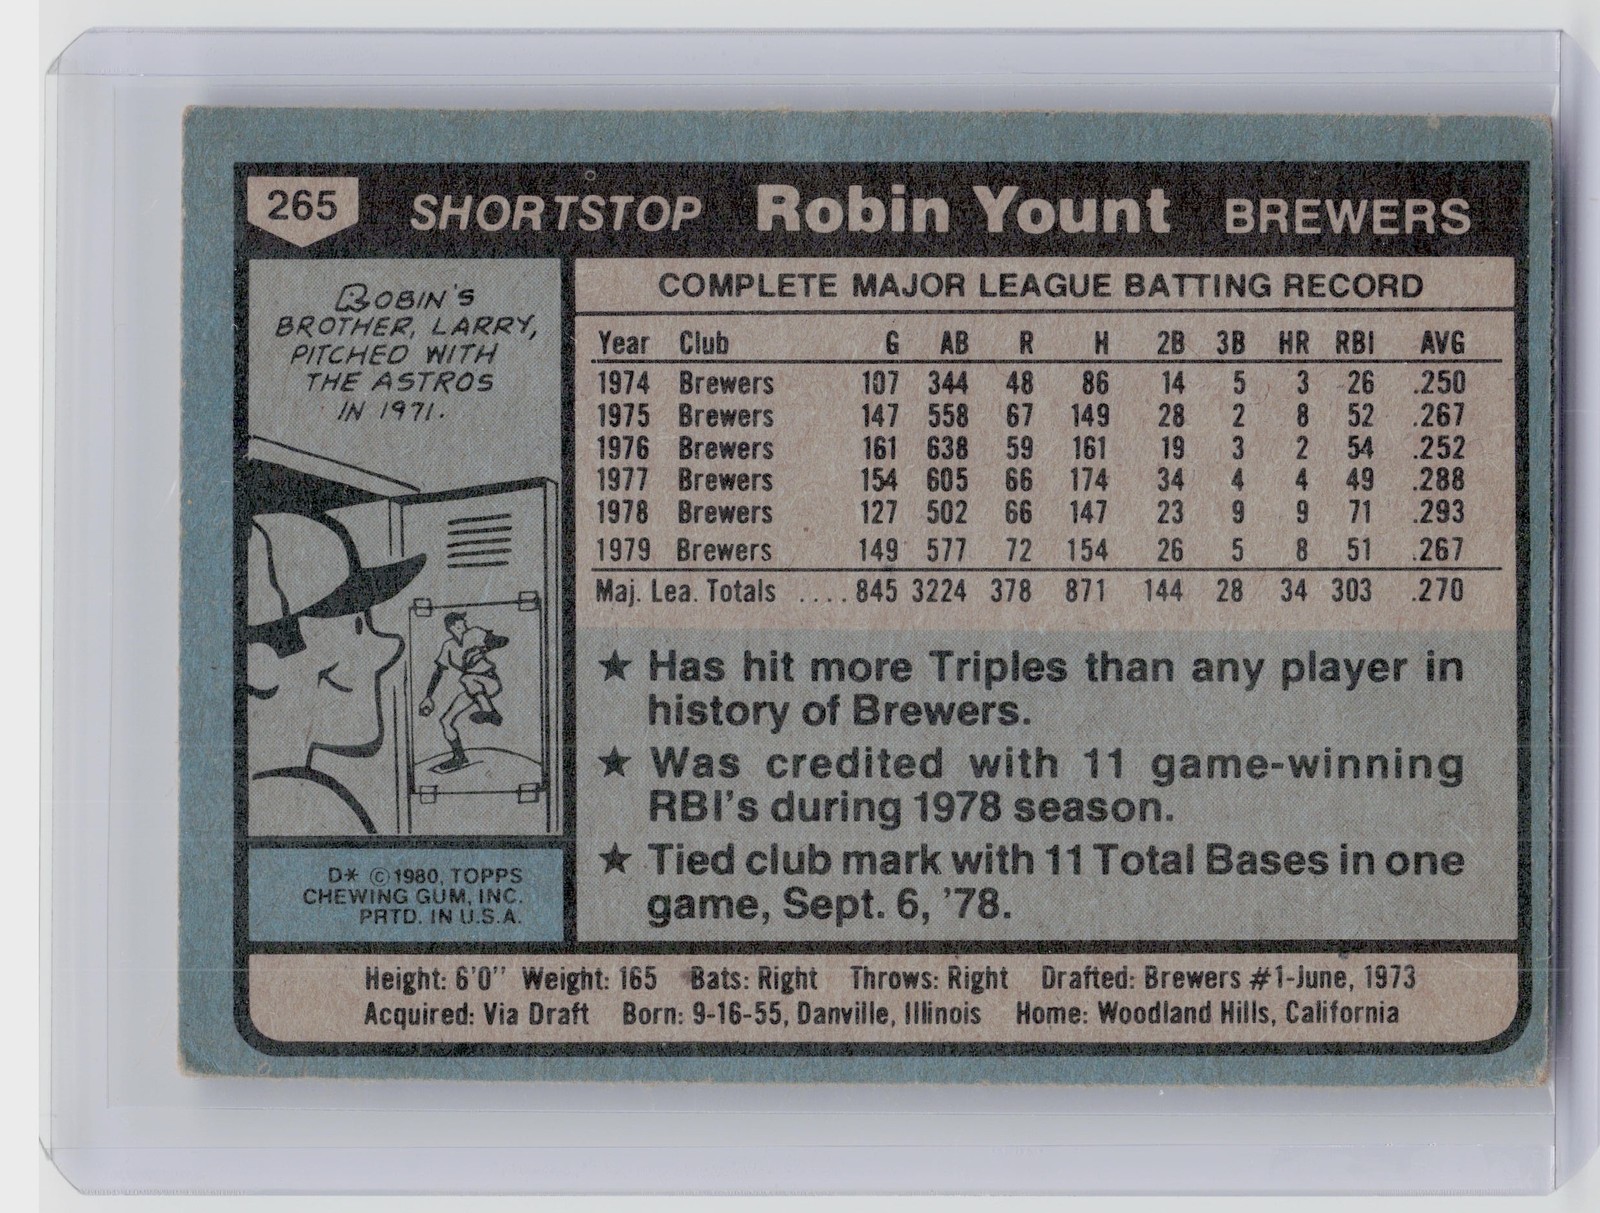 265 SHORTSTOP Robin Yount BREWERS
ROBIN'S
BROTHER, LARRY,
PITCHED WITH
THE ASTROS
IN 1971.
D* ©1980, TOPPS
CHEWING GUM, INC.
PRTD. IN U.S.A.
COMPLETE MAJOR LEAGUE BATTING RECORD
Year Club G AB R H 2B 3B HR RBI AVG
1974 Brewers 107 344 48 86 14 5 3 26 .250
1975 Brewers 147 558 67 149 28 2 8 52 .267
1976 Brewers 161 638 59 161 19 3 2 54 .252
1977 Brewers 154 605 66 174 34 4 4 49 .288
1978 Brewers 127 502 66 147 23 9 9 71 .293
1979 Brewers 149 577 72 154 26 5 8 51 .267
Maj. Lea. Totals .... 845 3224 378 871 144 28 34 303 .270
★ Has hit more Triples than any player in
history of Brewers.
★ Was credited with 11 game-winning
RBI's during 1978 season.
★ Tied club mark with 11 Total Bases in one
game, Sept. 6, '78.
Height: 6'0" Weight: 165 Bats: Right Throws: Right Drafted: Brewers #1-June, 1973
Acquired: Via Draft Born: 9-16-55, Danville, Illinois Home: Woodland Hills, California